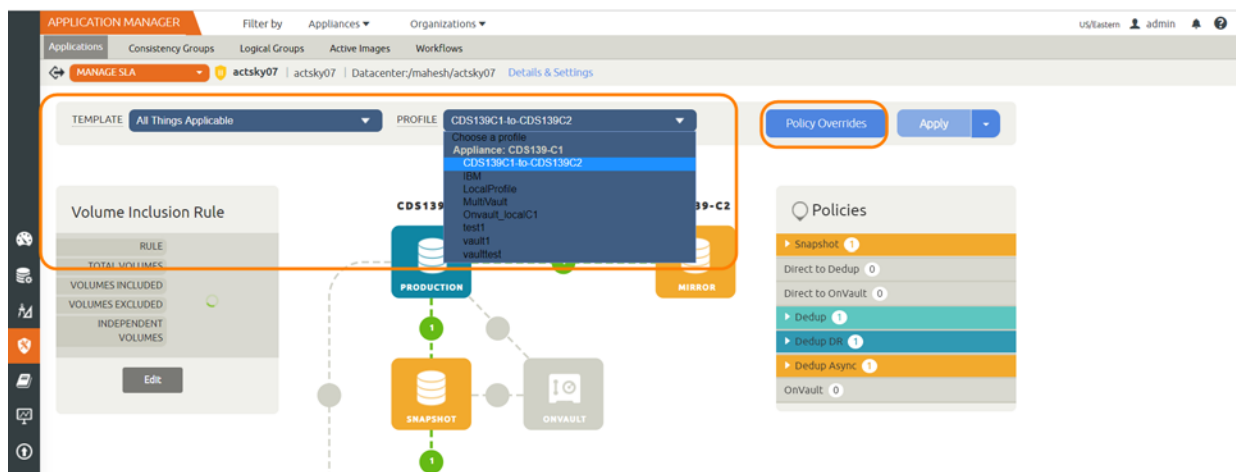 APPLICATION MANAGER Filter by Appliances Organizations US/Eastern admin
Applications Consistency Groups Logical Groups Active Images Workflows
MANAGE SLA actsky07 | actsky07 | Datacenter:/mahesh/actsky07 Details & Settings
TEMPLATE All Things Applicable PROFILE CDS139C1-to-CDS139C2 Policy Overrides Apply
Choose a profile
Appliance: CDS139-C1
CDS139C1-to-CDS139C2
IBM
LocalProfile
MultiVault
Onvault_localC1
test1
vault1
vaulttest
Volume Inclusion Rule
RULE
TOTAL VOLUMES
VOLUMES INCLUDED
VOLUMES EXCLUDED
INDEPENDENT
VOLUMES
Edit
CDS139
39-C2
PRODUCTION
MIRROR
1
SNAPSHOT
ONVAULT
1
Policies
Snapshot 1
Direct to Dedup 0
Direct to OnVault 0
Dedup 1
Dedup DR 1
Dedup Async 1
OnVault 0